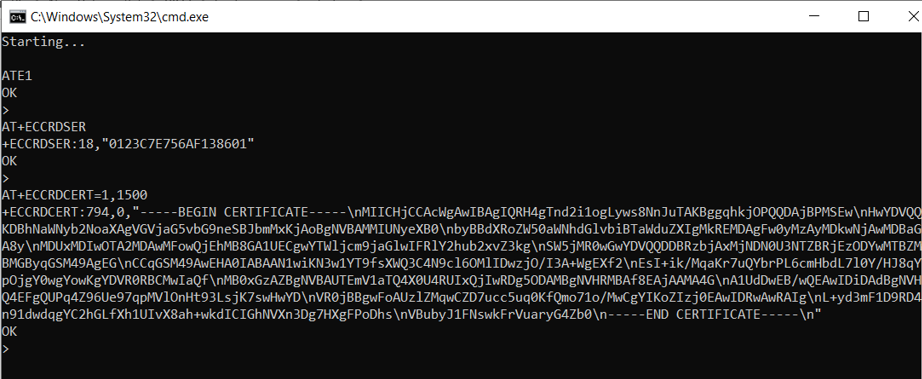 C:\Windows\System32\cmd.exe
Starting...
ATE1
OK
>
AT+ECCRDSER
+ECCRDSER:18,"0123C7E756AF138601"
OK
>
AT+ECCRDCERT=1,1500
+ECCRDCERT:794,0,"-----BEGIN CERTIFICATE-----\nMIICHjCCAcWgAwIBAgIQRH4gTnd2i1ogLyws8NnJuTAKBggqhkjOPQQDAjBPMSEw\nHwYDVQQ
KDBhNaWNyb2NoaXAgVGVjaG5vbG9neSBJbmMxKjAoBgNVBAMMIUNyeXB0\nbyBBdXRoZW50aWNhdGlvbiBTaWduZXIgMkREMDAgFw0yMzAyMDkwNjAwMDBaG
A8y\nMDUxMDIwOTA2MDAwMFowQjEhMB8GA1UECgwYTWljcm9jaGlwIFRlY2hub2xvZ3kg\nSW5jMR0wGwYDVQQDDBRzbjAxMjNDN0U3NTZBRjEzODYwMTBZM
BMGByqGSM49AgEG\nCCqGSM49AwEHA0IABAAN1wiKN3w1YT9fsXWQ3C4N9cl6OMlIDwzjO/I3A+WgEXf2\nEsI+ik/MqaKr7uQYbrPL6cmHbdL7l0Y/HJ8qY
pOjgY0wgYowKgYDVR0RBCMwIaQf\nMB0xGzAZBgNVBAUTEmV1aTQ4X0U4RUIxQjIwRDg5ODAMBgNVHRMBAf8EAjAAMA4G\nA1UdDwEB/wQEAwIDiDAdBgNVH
Q4EFgQUPq4Z96Ue97qpMVlOnHt93LsjK7swHwYD\nVR0jBBgwFoAUzlZMqwCZD7ucc5uq0KfQmo71o/MwCgYIKoZIzj0EAwIDRwAwRAIg\nL+yd3mF1D9RD4
n91dwdqgYC2hGLfXh1UIvX8ah+wkdICIGhNVXn3Dg7HXgFPoDhs\nVBubyJ1FNswkFrVuaryG4Zb0\n-----END CERTIFICATE-----\n"
OK
>